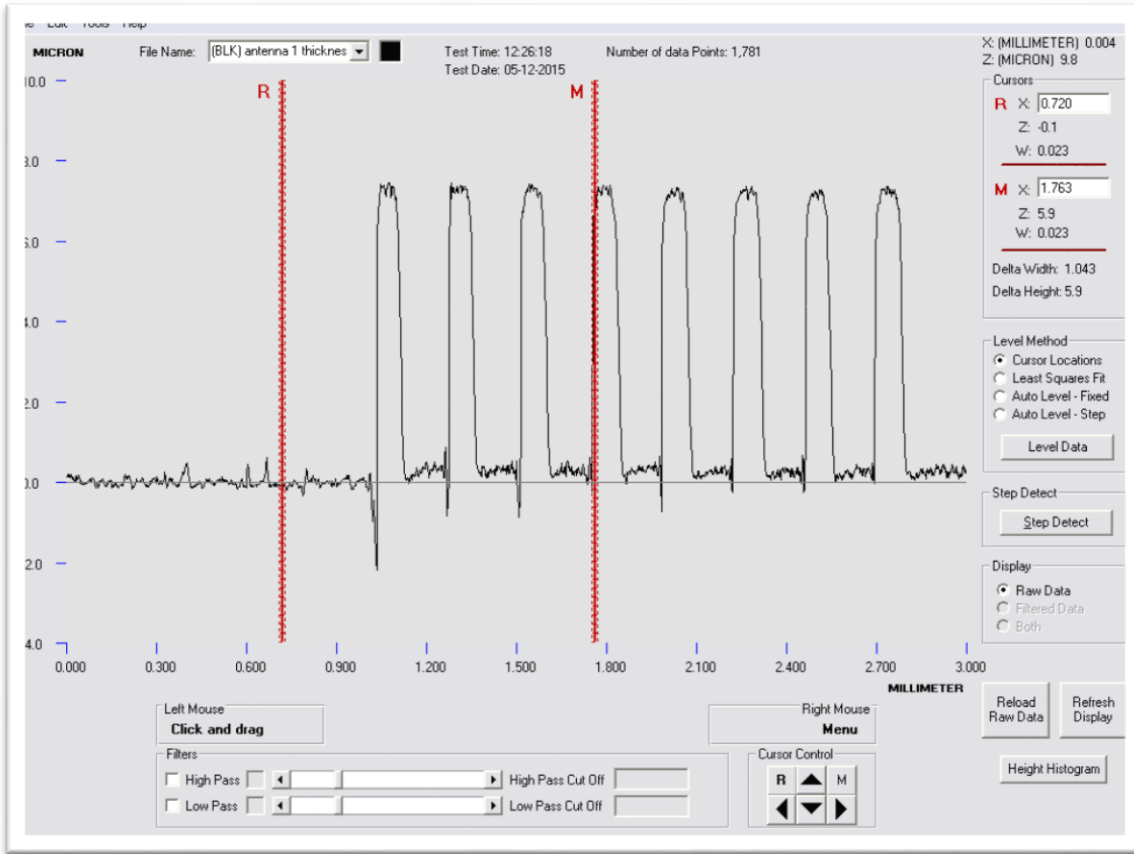 Edit Tools Help
MICRON
File Name: (BLK) antenna 1 thicknes
Test Time: 12:26:18
Test Date: 05-12-2015
Number of data Points: 1,781
X: (MILLIMETER) 0.004
Z: (MICRON) 9.8
Cursors
R X: 0.720
Z: -0.1
W: 0.023
M X: 1.763
Z: 5.9
W: 0.023
Delta Width: 1.043
Delta Height: 5.9
Level Method
Cursor Locations
Least Squares Fit
Auto Level - Fixed
Auto Level - Step
Level Data
Step Detect
Step Detect
Display
Raw Data
Filtered Data
Both
R
M
10.0
8.0
6.0
4.0
2.0
0.0
2.0
4.0
0.000 0.300 0.600 0.900 1.200 1.500 1.800 2.100 2.400 2.700 3.000
MILLIMETER
Left Mouse
Click and drag
Right Mouse
Menu
Filters
High Pass High Pass Cut Off
Low Pass Low Pass Cut Off
Cursor Control
R M
Reload
Raw Data
Refresh
Display
Height Histogram